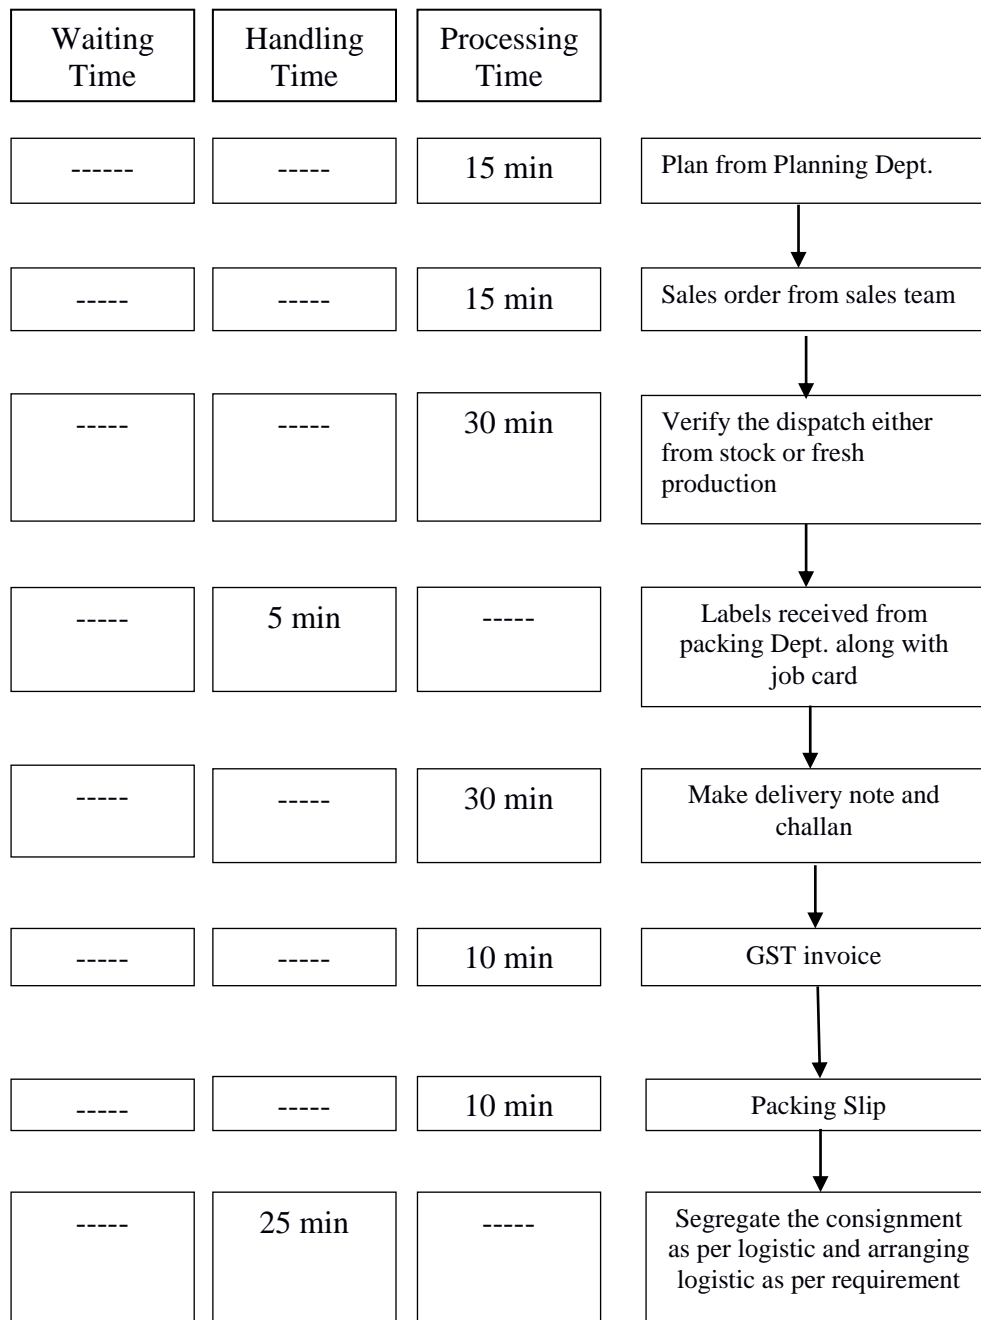 Waiting
Time
Handling
Time
Processing
Time
------
-----
15 min
Plan from Planning Dept.
-----
-----
15 min
Sales order from sales team
-----
-----
30 min
Verify the dispatch either
from stock or fresh
production
-----
5 min
-----
Labels received from
packing Dept. along with
job card
-----
-----
30 min
Make delivery note and
challan
-----
-----
10 min
GST invoice
-----
-----
10 min
Packing Slip
-----
25 min
-----
Segregate the consignment
as per logistic and arranging
logistic as per requirement